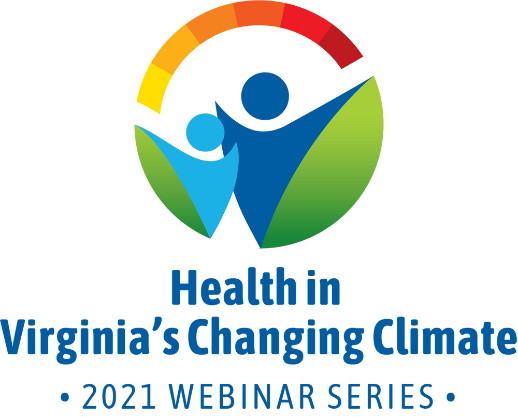 Health in
Virginia’s Changing Climate
• 2021 WEBINAR SERIES •